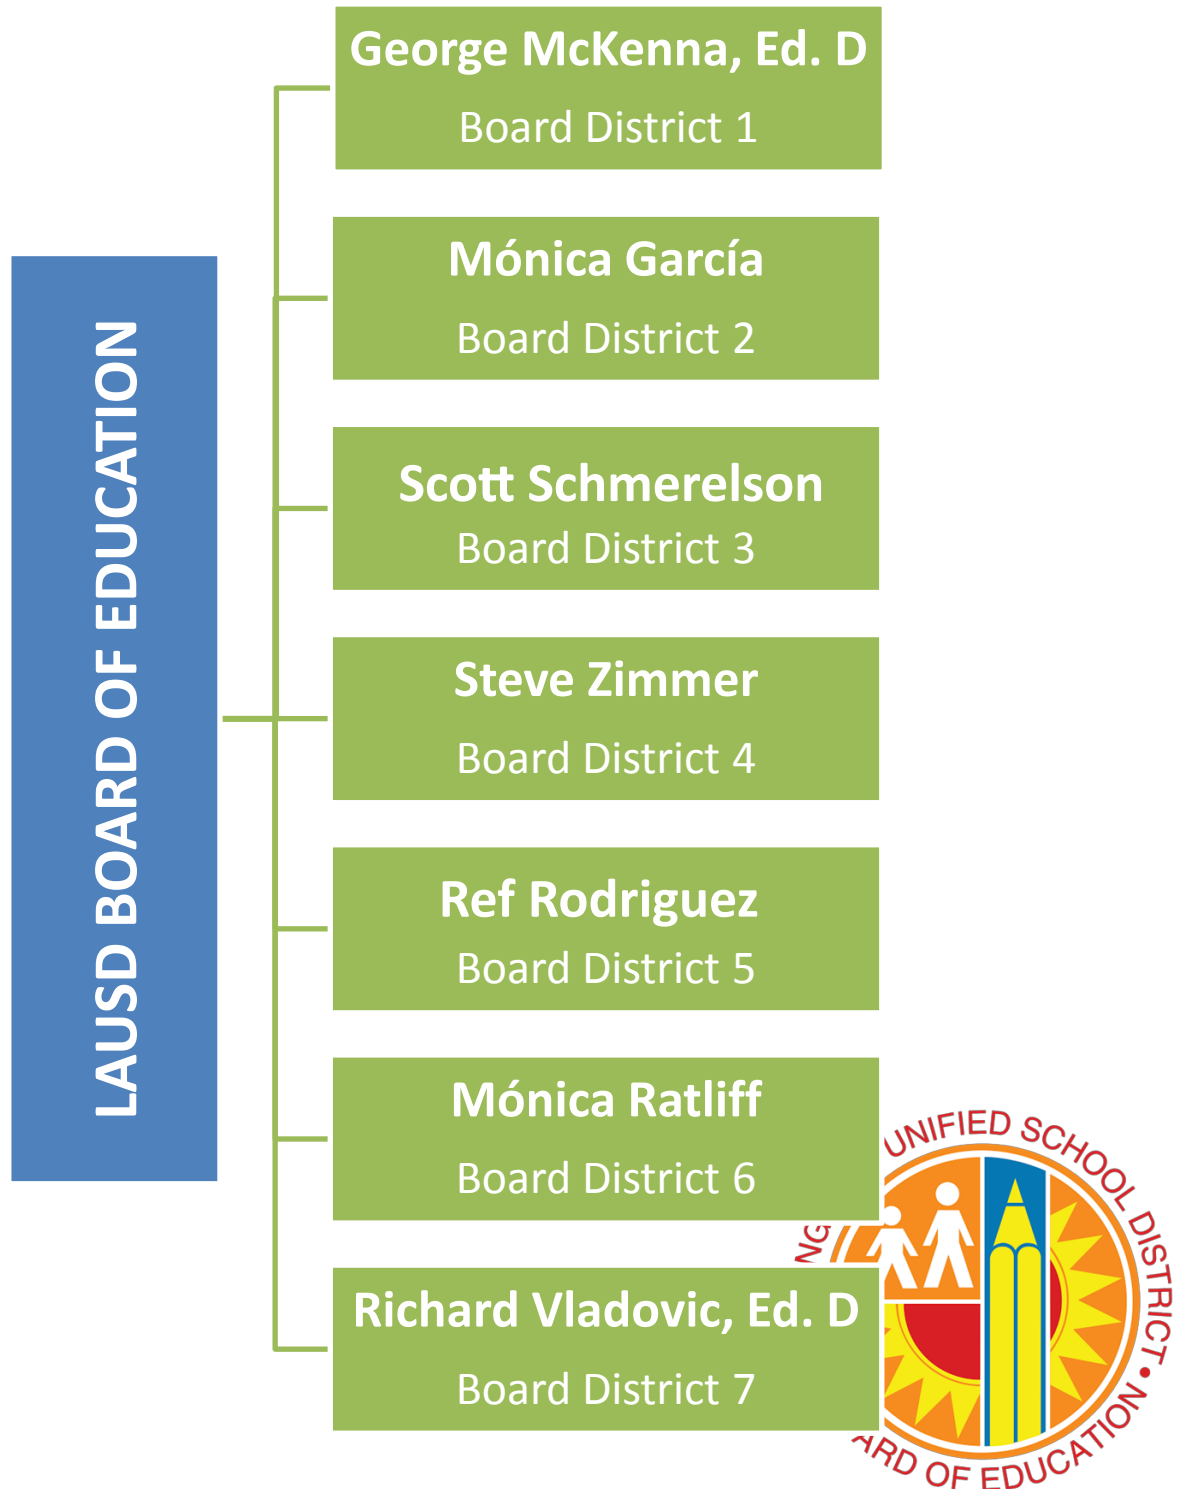 LAUSD BOARD OF EDUCATION
George McKenna, Ed. D
Board District 1
Mónica García
Board District 2
Scott Schmerelson
Board District 3
Steve Zimmer
Board District 4
Ref Rodriguez
Board District 5
Mónica Ratliff
Board District 6
Richard Vladovic, Ed. D
Board District 7
UNIFIED SCHOOL DISTRICT •
OF EDUCATION